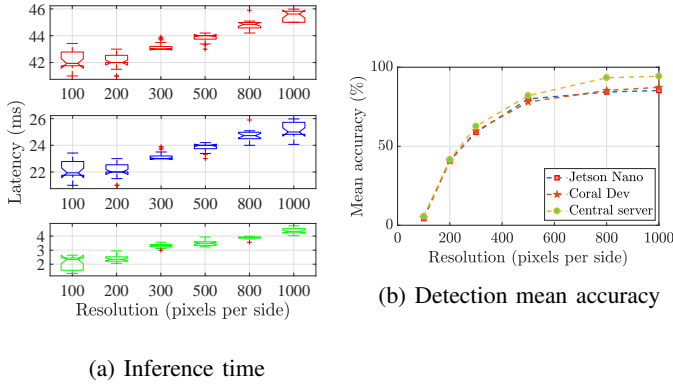 46
44
42
100 200 300 500 800 1000
26
24
22
100 200 300 500 800 1000
4
3
2
100 200 300 500 800 1000
Latency (ms)
Resolution (pixels per side)
(a) Inference time
100
50
0
0 200 400 600 800 1000
Mean accuracy (%)
Jetson Nano
Coral Dev
Central server
Resolution (pixels per side)
(b) Detection mean accuracy